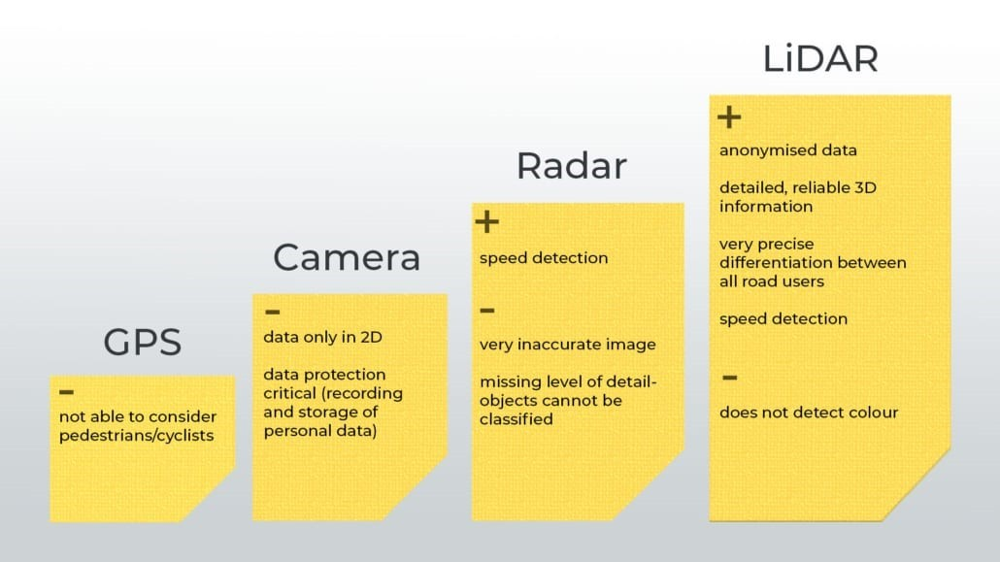 GPS
-
not able to consider
pedestrians/cyclists
Camera
-
data only in 2D
data protection
critical (recording
and storage of
personal data)
Radar
+
speed detection
-
very inaccurate image
missing level of detail-
objects cannot be
classified
LiDAR
+
anonymised data
detailed, reliable 3D
information
very precise
differentiation between
all road users
speed detection
-
does not detect colour